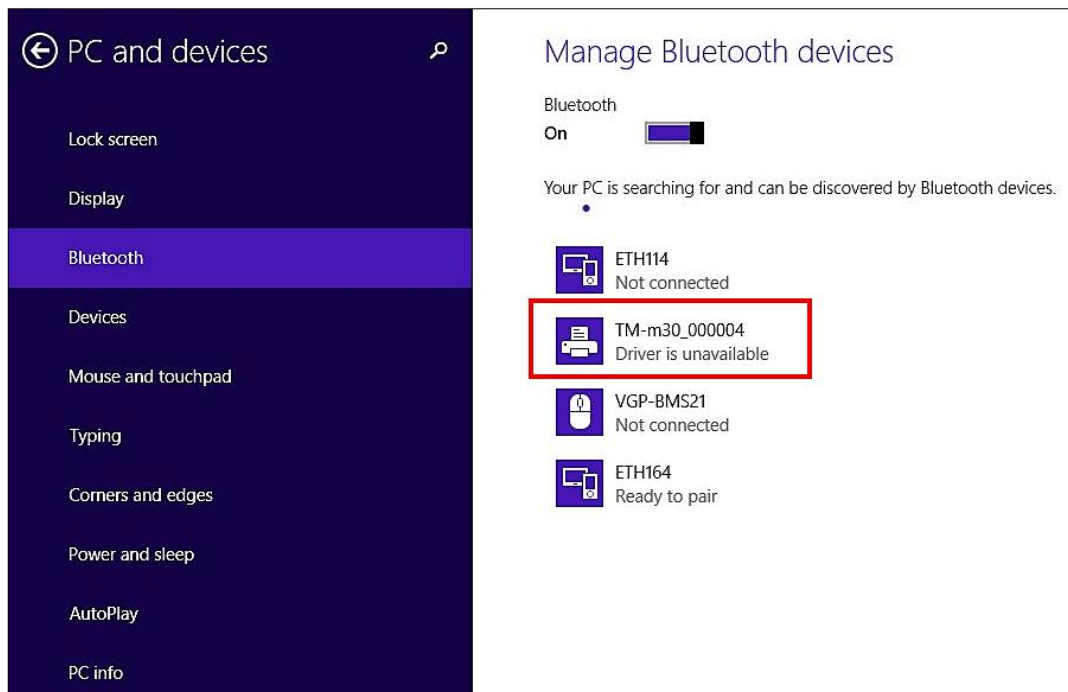 PC and devices
Lock screen
Display
Bluetooth
Devices
Mouse and touchpad
Typing
Corners and edges
Power and sleep
AutoPlay
PC info
Manage Bluetooth devices
Bluetooth
On
Your PC is searching for and can be discovered by Bluetooth devices.
ETH114
Not connected
TM-m30_000004
Driver is unavailable
VGP-BMS21
Not connected
ETH164
Ready to pair